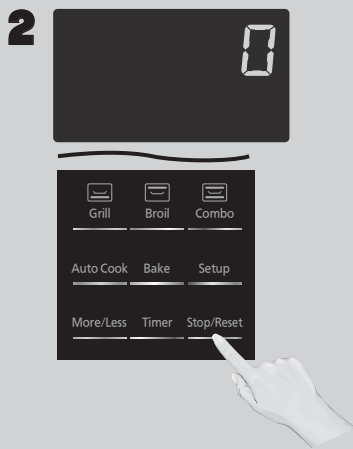 2
0
Grill Broil Combo
Auto Cook Bake Setup
More/Less Timer Stop/Reset